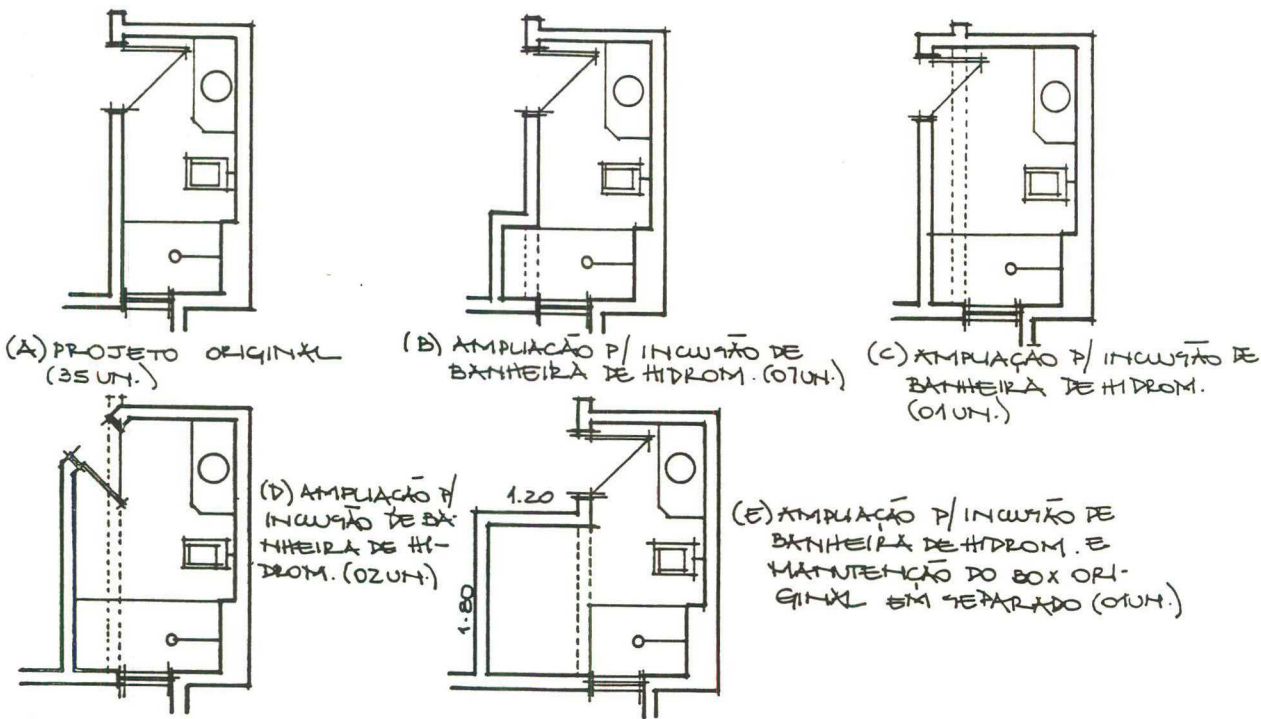 (A) PROJETO ORIGINAL
(35 UN.)
(B) AMPLIAÇÃO P/ INCLUSÃO DE
BANHEIRA DE HIDROM. (07 UN.)
(C) AMPLIAÇÃO P/ INCLUSÃO DE
BANHEIRA DE HIDROM.
(01 UN.)
(D) AMPLIAÇÃO P/
INCLUSÃO DE BA-
NHEIRA DE HI-
DROM. (02 UN.)
1.20
1.80
(E) AMPLIAÇÃO P/ INCLUSÃO DE
BANHEIRA DE HIDROM. E
MANUTENÇÃO DO BOX ORI-
GINAL EM SEPARADO (01 UN.)